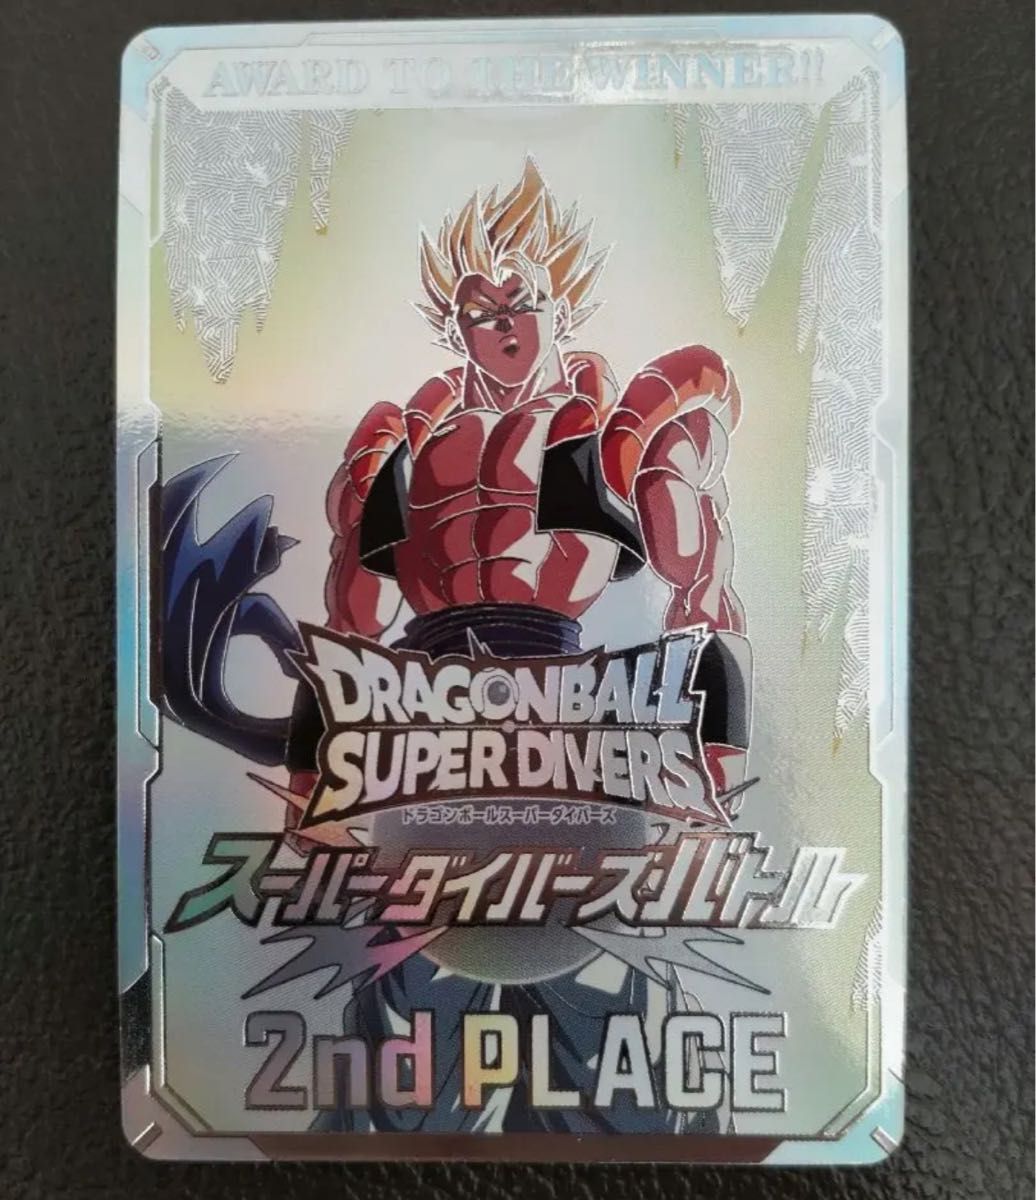 AWARD TO THE WINNER!!
DRAGONBALL
SUPER DIVERS
ドラゴンボールスーパーダイバーズ
スーパーダイバーズバトル
2nd PLACE